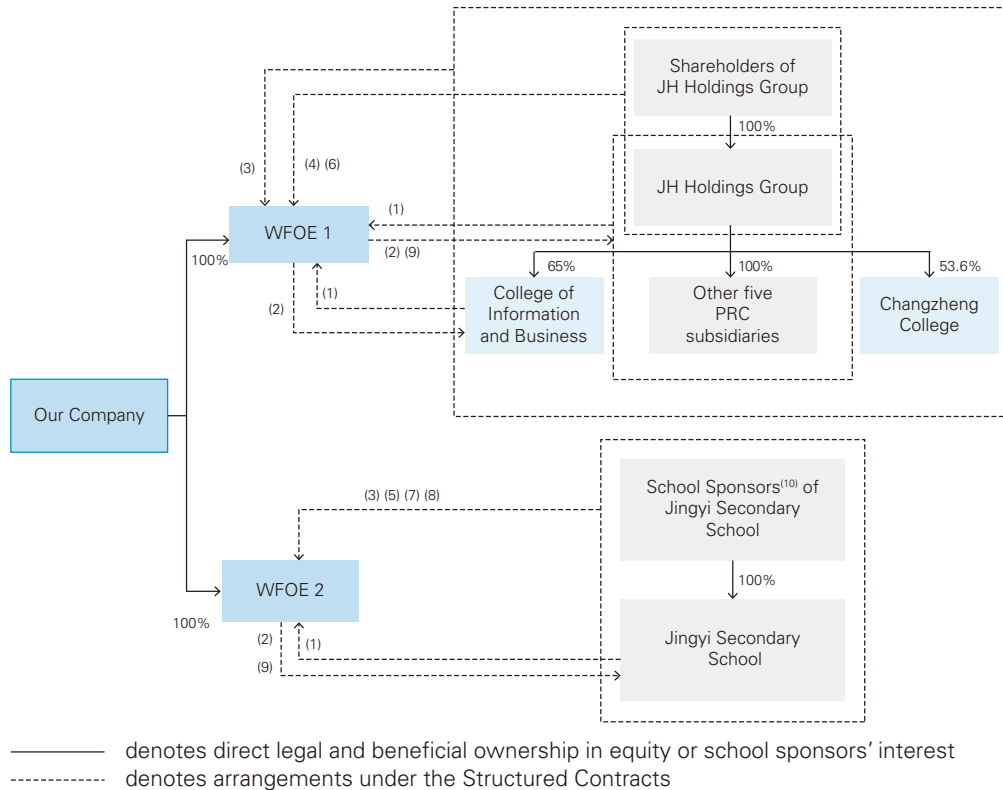 Shareholders of
JH Holdings Group
100%
(3)
(4) (6)
JH Holdings Group
(1)
WFOE 1
(2) (9)
100%
65%
100%
53.6%
(1)
(2)
College of
Information
and Business
Other five
PRC
subsidiaries
Changzheng
College
Our Company
School Sponsors(10) of
Jingyi Secondary
School
(3) (5) (7) (8)
100%
WFOE 2
100%
(2)
(1)
(9)
Jingyi Secondary
School
denotes direct legal and beneficial ownership in equity or school sponsors’ interest
denotes arrangements under the Structured Contracts